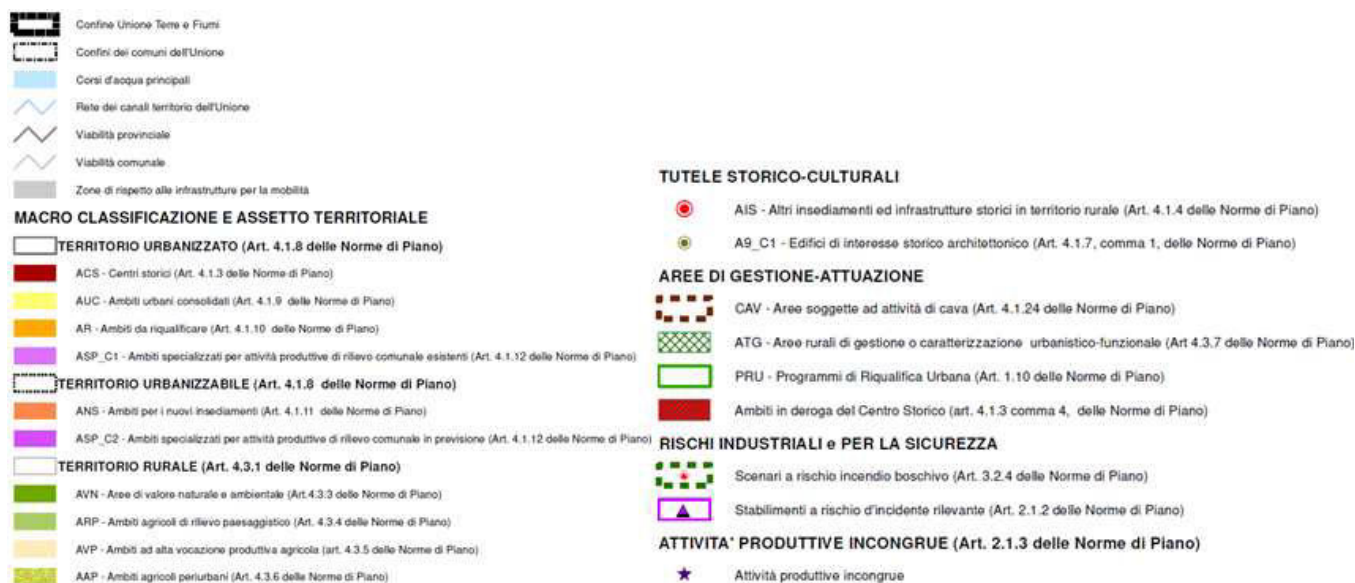 Confine Unione Terre e Fiumi
Confini dei comuni dell'Unione
Corsi d'acqua principali
Rete dei canali territorio dell'Unione
Viabilità provinciale
Viabilità comunale
Zone di rispetto alle infrastrutture per la mobilità
MACRO CLASSIFICAZIONE E ASSETTO TERRITORIALE
TERRITORIO URBANIZZATO (Art. 4.1.8 delle Norme di Piano)
ACS - Centri storici (Art. 4.1.3 delle Norme di Piano)
AUC - Ambiti urbani consolidati (Art. 4.1.9 delle Norme di Piano)
AR - Ambiti da riqualificare (Art. 4.1.10 delle Norme di Piano)
ASP_C1 - Ambiti specializzati per attività produttive di rilievo comunale esistenti (Art. 4.1.12 delle Norme di Piano)
TERRITORIO URBANIZZABILE (Art. 4.1.8 delle Norme di Piano)
ANS - Ambiti per i nuovi insediamenti (Art. 4.1.11 delle Norme di Piano)
ASP_C2 - Ambiti specializzati per attività produttive di rilievo comunale in previsione (Art. 4.1.12 delle Norme di Piano)
TERRITORIO RURALE (Art. 4.3.1 delle Norme di Piano)
AVN - Aree di valore naturale e ambientale (Art.4.3.3 delle Norme di Piano)
ARP - Ambiti agricoli di rilievo paesaggistico (Art. 4.3.4 delle Norme di Piano)
AVP - Ambiti ad alta vocazione produttiva agricola (art. 4.3.5 delle Norme di Piano)
AAP - Ambiti agricoli periurbani (Art. 4.3.6 delle Norme di Piano)
TUTELE STORICO-CULTURALI
AIS - Altri insediamenti ed infrastrutture storici in territorio rurale (Art. 4.1.4 delle Norme di Piano)
A9_C1 - Edifici di interesse storico architettonico (Art. 4.1.7, comma 1, delle Norme di Piano)
AREE DI GESTIONE-ATTUAZIONE
CAV - Aree soggette ad attività di cava (Art. 4.1.24 delle Norme di Piano)
ATG - Aree rurali di gestione o caratterizzazione urbanistico-funzionale (Art 4.3.7 delle Norme di Piano)
PRU - Programmi di Riqualifica Urbana (Art. 1.10 delle Norme di Piano)
Ambiti in deroga del Centro Storico (art. 4.1.3 comma 4, delle Norme di Piano)
RISCHI INDUSTRIALI e PER LA SICUREZZA
Scenari a rischio incendio boschivo (Art. 3.2.4 delle Norme di Piano)
Stabilimenti a rischio d'incidente rilevante (Art. 2.1.2 delle Norme di Piano)
ATTIVITA' PRODUTTIVE INCONGRUE (Art. 2.1.3 delle Norme di Piano)
Attività produttive incongrue